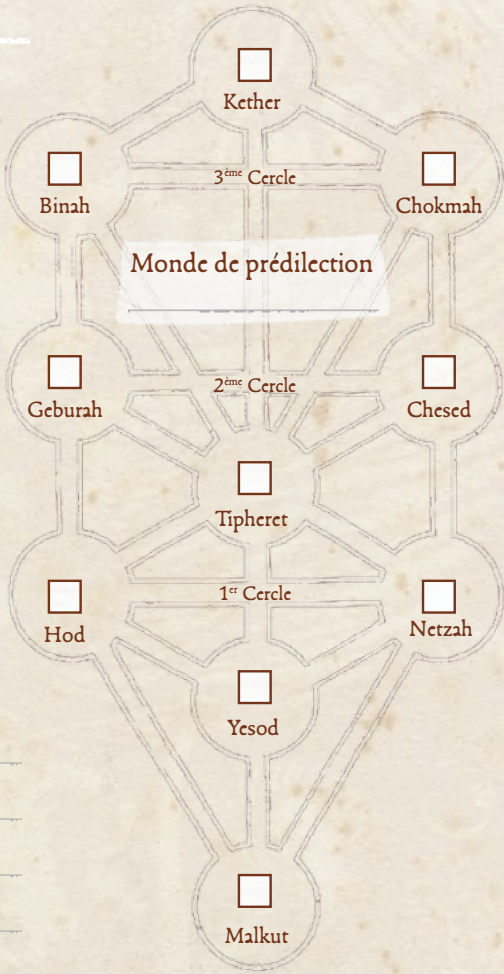 Kether
3ème Cercle
Binah
Chokmah
Monde de prédilection
2ème Cercle
Geburah
Chesed
Tipheret
1er Cercle
Hod
Netzah
Yesod
Malkut